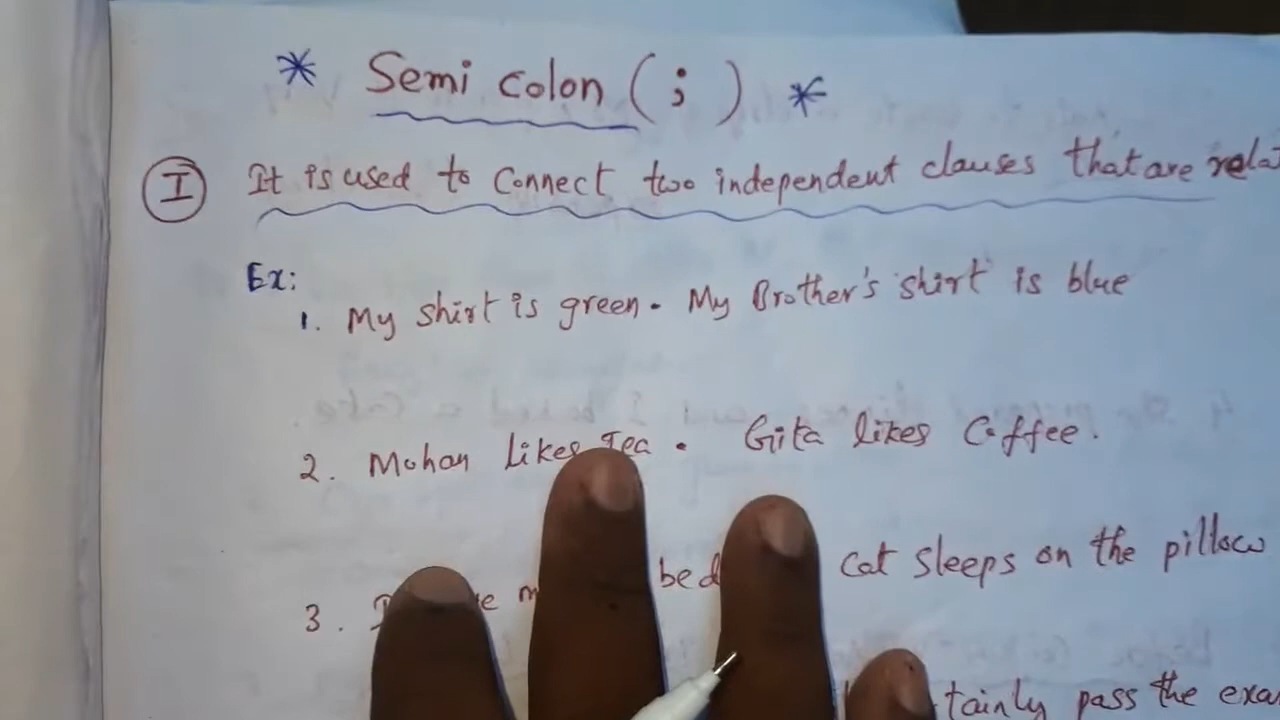 * Semi Colon ( ; ) *
I It is used to Connect two independent clauses that are relat
Ex:
1. My shirt is green. My Brother's shirt is blue
2. Mohan Likes Tea. Gita likes Coffee.
3. bed cat sleeps on the pillow
pass the exa